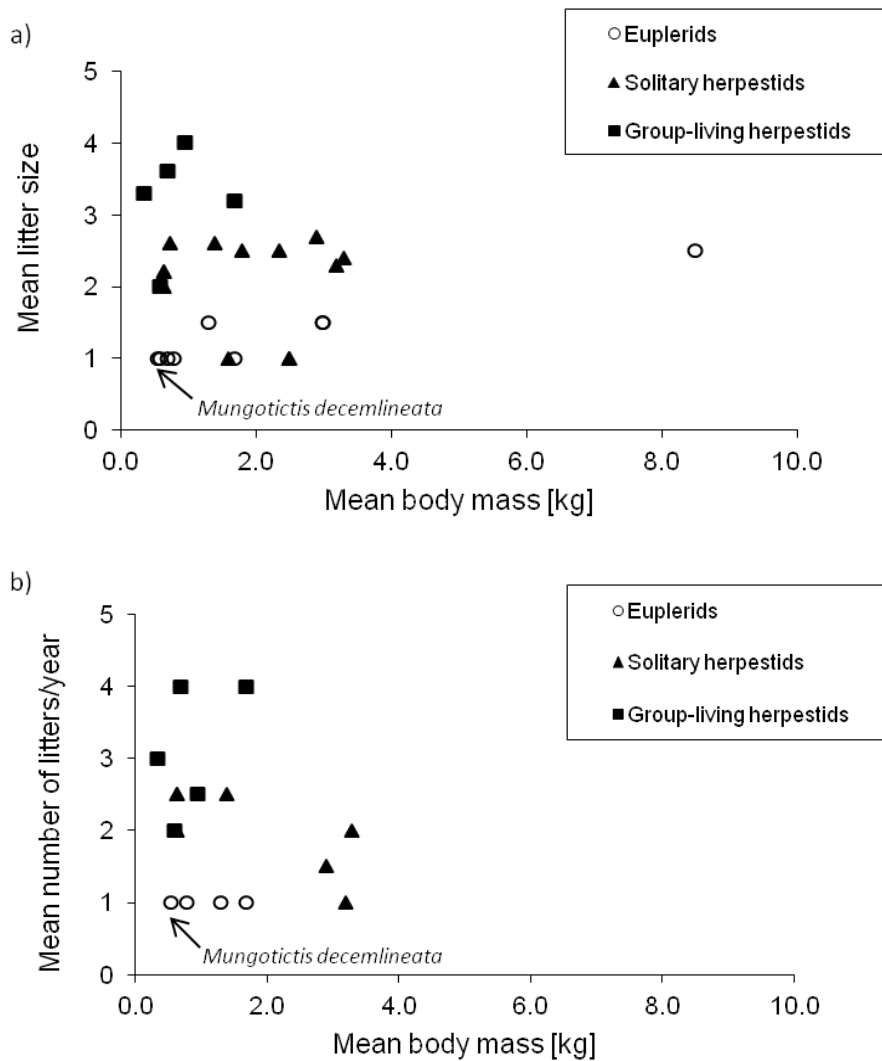 a)
Euplerids
Solitary herpestids
Group-living herpestids
5
4
3
2
1
0
Mean litter size
Mungotictis decemlineata
0.0 2.0 4.0 6.0 8.0 10.0
Mean body mass [kg]
b)
Euplerids
Solitary herpestids
Group-living herpestids
5
4
3
2
1
0
Mean number of litters/year
Mungotictis decemlineata
0.0 2.0 4.0 6.0 8.0 10.0
Mean body mass [kg]